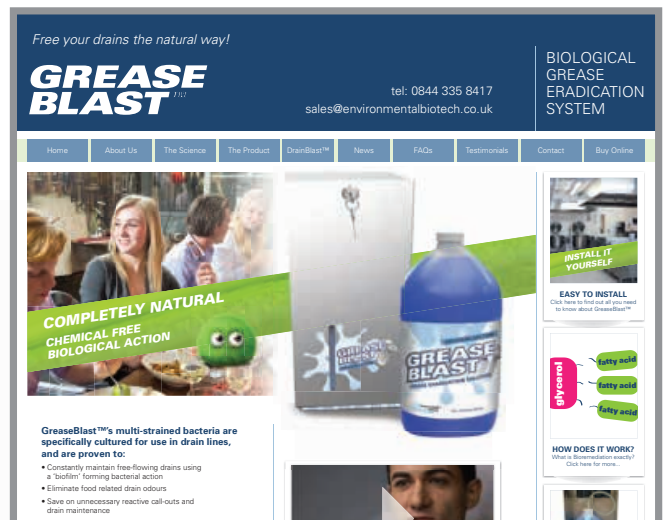 Free your drains the natural way!
GREASE
BLAST™
tel: 0844 335 8417
sales@environmentalbiotech.co.uk
BIOLOGICAL
GREASE
ERADICATION
SYSTEM
Home
About Us
The Science
The Product
DrainBlast™
News
FAQs
Testimonials
Contact
Buy Online
COMPLETELY NATURAL
CHEMICAL FREE
BIOLOGICAL ACTION
GREASE
BLAST
GREASE
BLAST
INSTALL IT
YOURSELF
EASY TO INSTALL
Click here to find out all you need
to know about GreaseBlast™
glycerol
fatty acid
fatty acid
fatty acid
HOW DOES IT WORK?
What is Bioremediation exactly?
Click here for more...
GreaseBlast™'s multi-strained bacteria are
specifically cultured for use in drain lines,
and are proven to:
• Constantly maintain free-flowing drains using
a 'biofilm' forming bacterial action
• Eliminate food related drain odours
• Save on unnecessary reactive call-outs and
drain maintenance